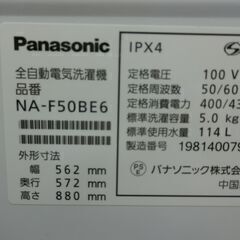 Panasonic
全自動電気洗濯機
品番
NA-F50BE6
外形寸法
幅 562 mm
奥行 572 mm
高さ 880 mm
IPX4
定格電圧 100 V
定格周波数 50/60
定格消費電力 400/43
標準洗濯容量 5.0 k
標準使用水量 114 L
製造番号 19814007
PS E
パナソニック株
中国